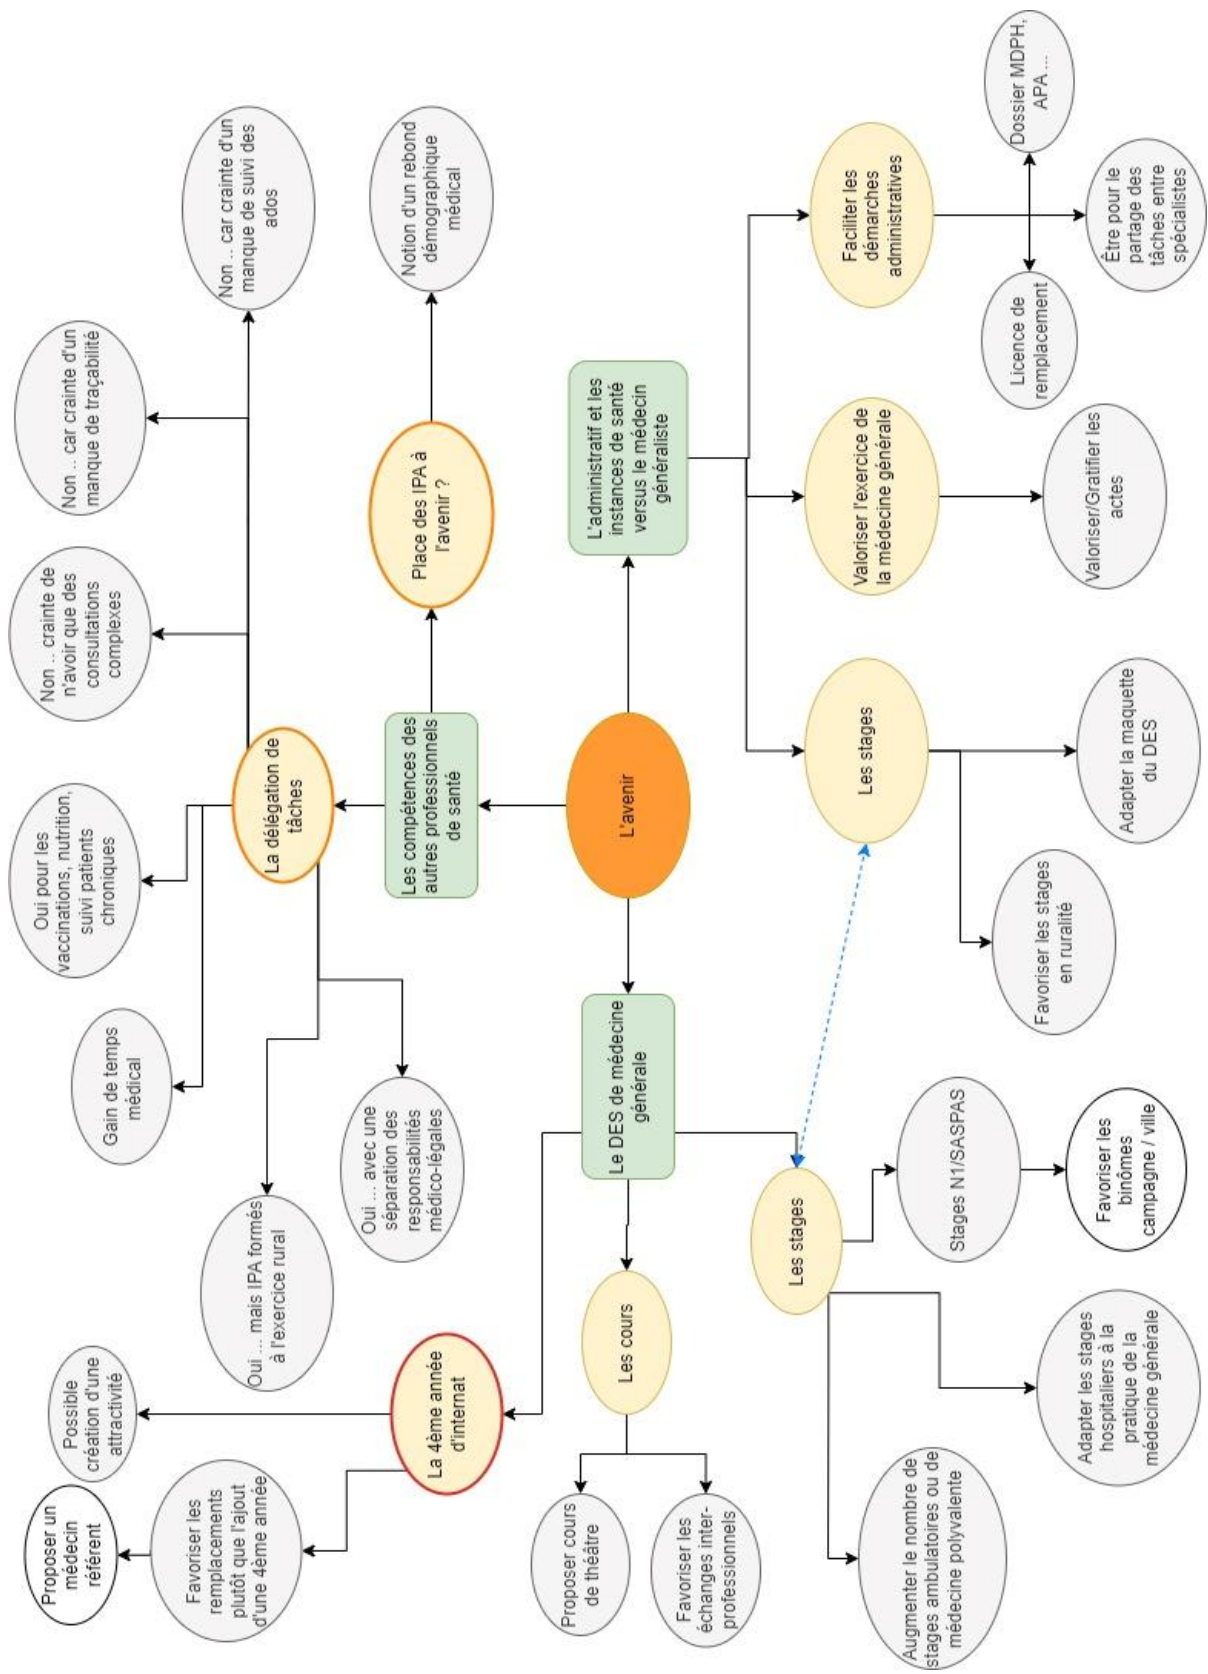 Proposer un
médecin
référent
Favoriser les
remplacements
plutôt que l'ajout
d'une 4ème année
Possible
création d'une
attractivité
La 4ème année
d'internat
Proposer cours
de théâtre
Favoriser les
échanges inter-
professionnels
Les cours
Augmenter le nombre de
stages ambulatoires ou de
médecine polyvalente
Adapter les stages
hospitaliers à la
pratique de la
médecine générale
Les stages
Stages N1/SASPAS
Favoriser les
binômes
campagne / ville
Le DES de médecine
générale
Oui ... mais IPA formés
à l'exercice rural
Oui ... avec une
séparation des
responsabilités
médico-légales
Gain de temps
médical
Oui pour les
vaccinations, nutrition,
suivi patients
chroniques
La délégation de
tâches
Les compétences des
autres professionnels
de santé
L'avenir
Non .. crainte de
n'avoir que des
consultations
complexes
Non .. car crainte d'un
manque de traçabilité
Non .. car crainte d'un
manque de suivi des
ados
Place des IPA à
l'avenir ?
Notion d'un rebond
démographique
médical
L'administratif et les
instances de santé
versus le médecin
généraliste
Les stages
Favoriser les stages
en ruralité
Adapter la maquette
du DES
Valoriser l'exercice de
la médecine générale
Valoriser/Gratifier les
actes
Faciliter les
démarches
administratives
Licence de
remplacement
Dossier MDPH,
APA ...
Être pour le
partage des
tâches entre
spécialistes